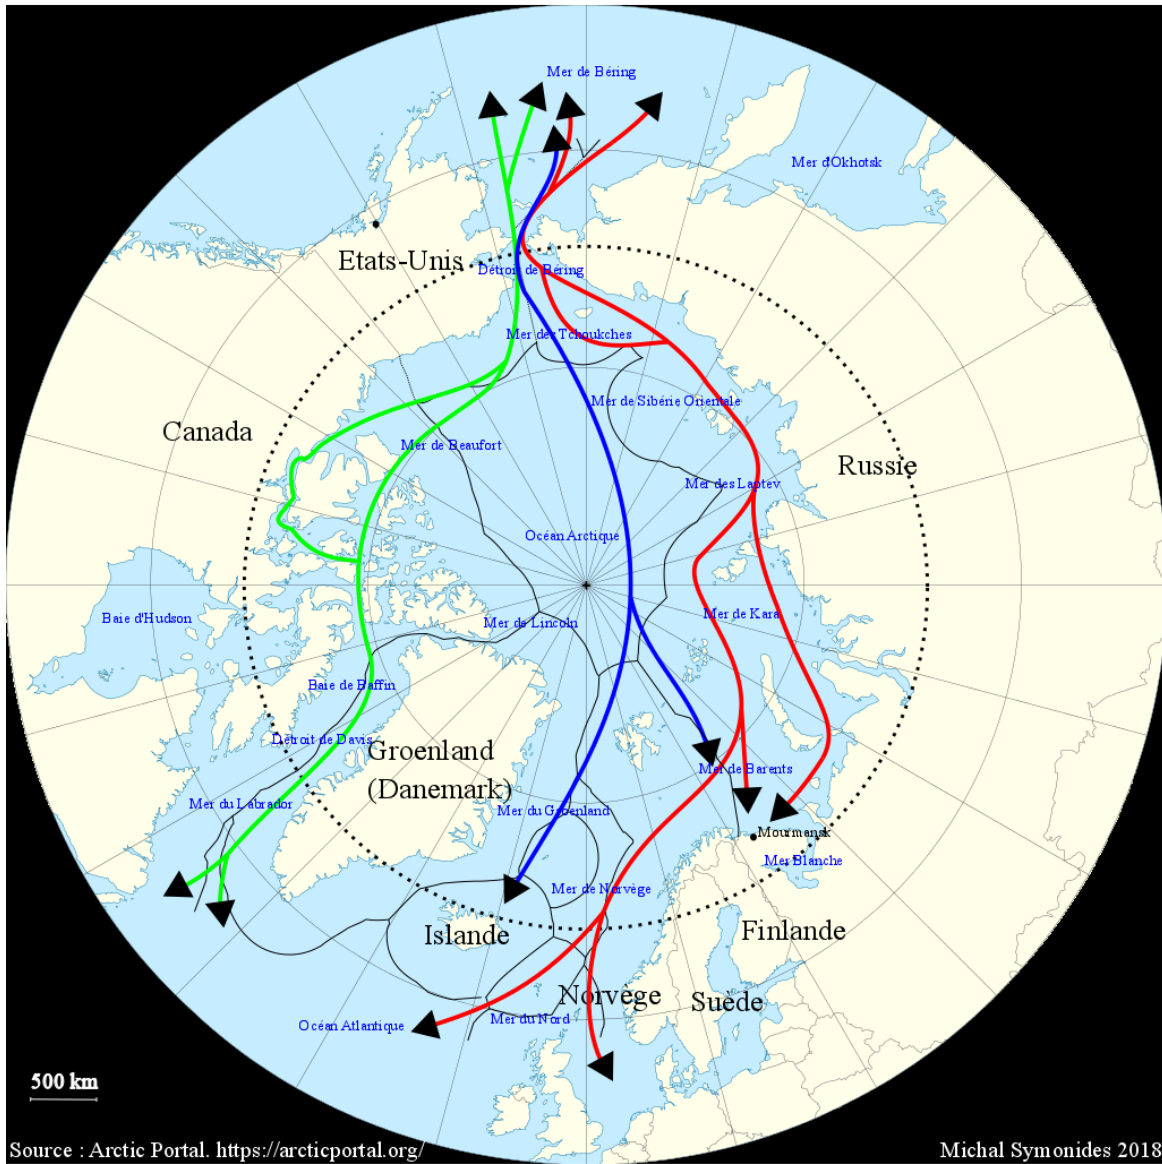 Mer de Béring
Mer d'Okhotsk
Etats-Unis
Détroit de Béring
Mer des Tchoukches
Mer de Sibérie Orientale
Canada
Mer de Beaufort
Russie
Mer des Laptev
Océan Arctique
Baie d'Hudson
Mer de Lincoln
Mer de Kara
Baie de Baffin
Détroit de Davis
Groenland
(Danemark)
Mer de Barents
Mer du Labrador
Mer du Groenland
Mourmansk
Mer Blanche
Mer de Norvège
Islande
Finlande
Norvège
Suède
Océan Atlantique
Mer du Nord
500 km
Source : Arctic Portal. https://arcticportal.org/
Michal Symonides 2018